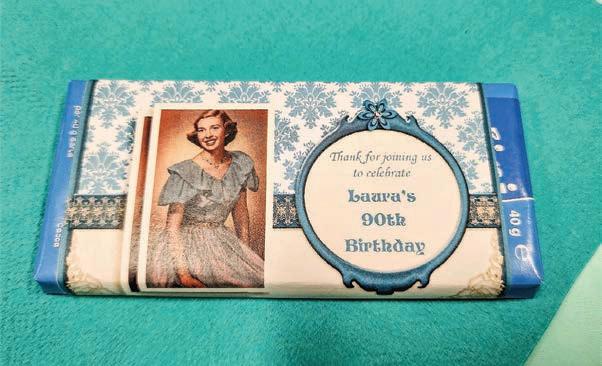 Thank for joining us
to celebrate
Laura's
90th
Birthday
40 g e